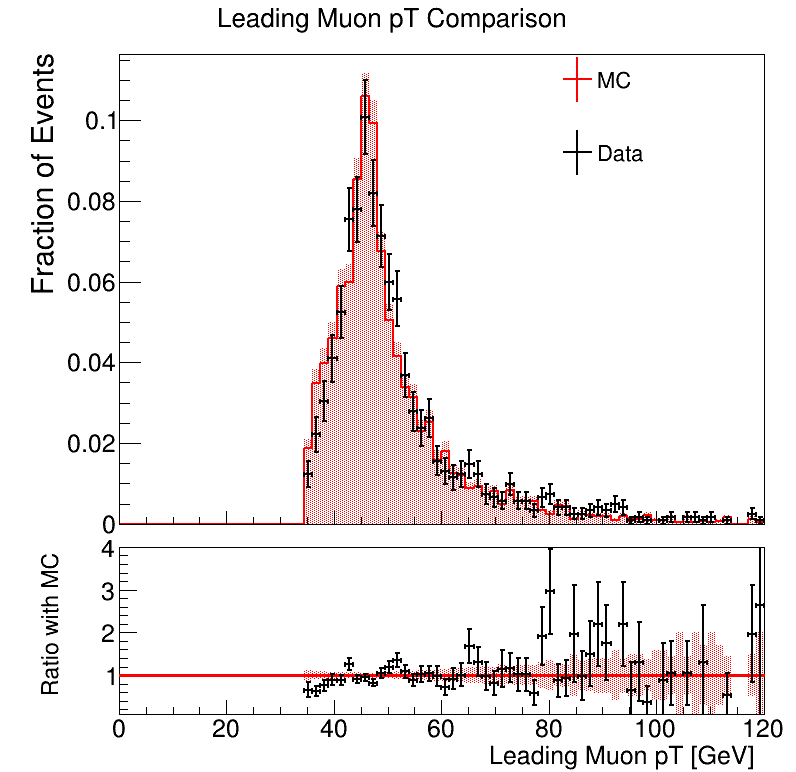 Leading Muon pT Comparison
Fraction of Events
0.1
0.08
0.06
0.04
0.02
0
MC
Data
Ratio with MC
4
3
2
1
0 20 40 60 80 100 120
Leading Muon pT [GeV]